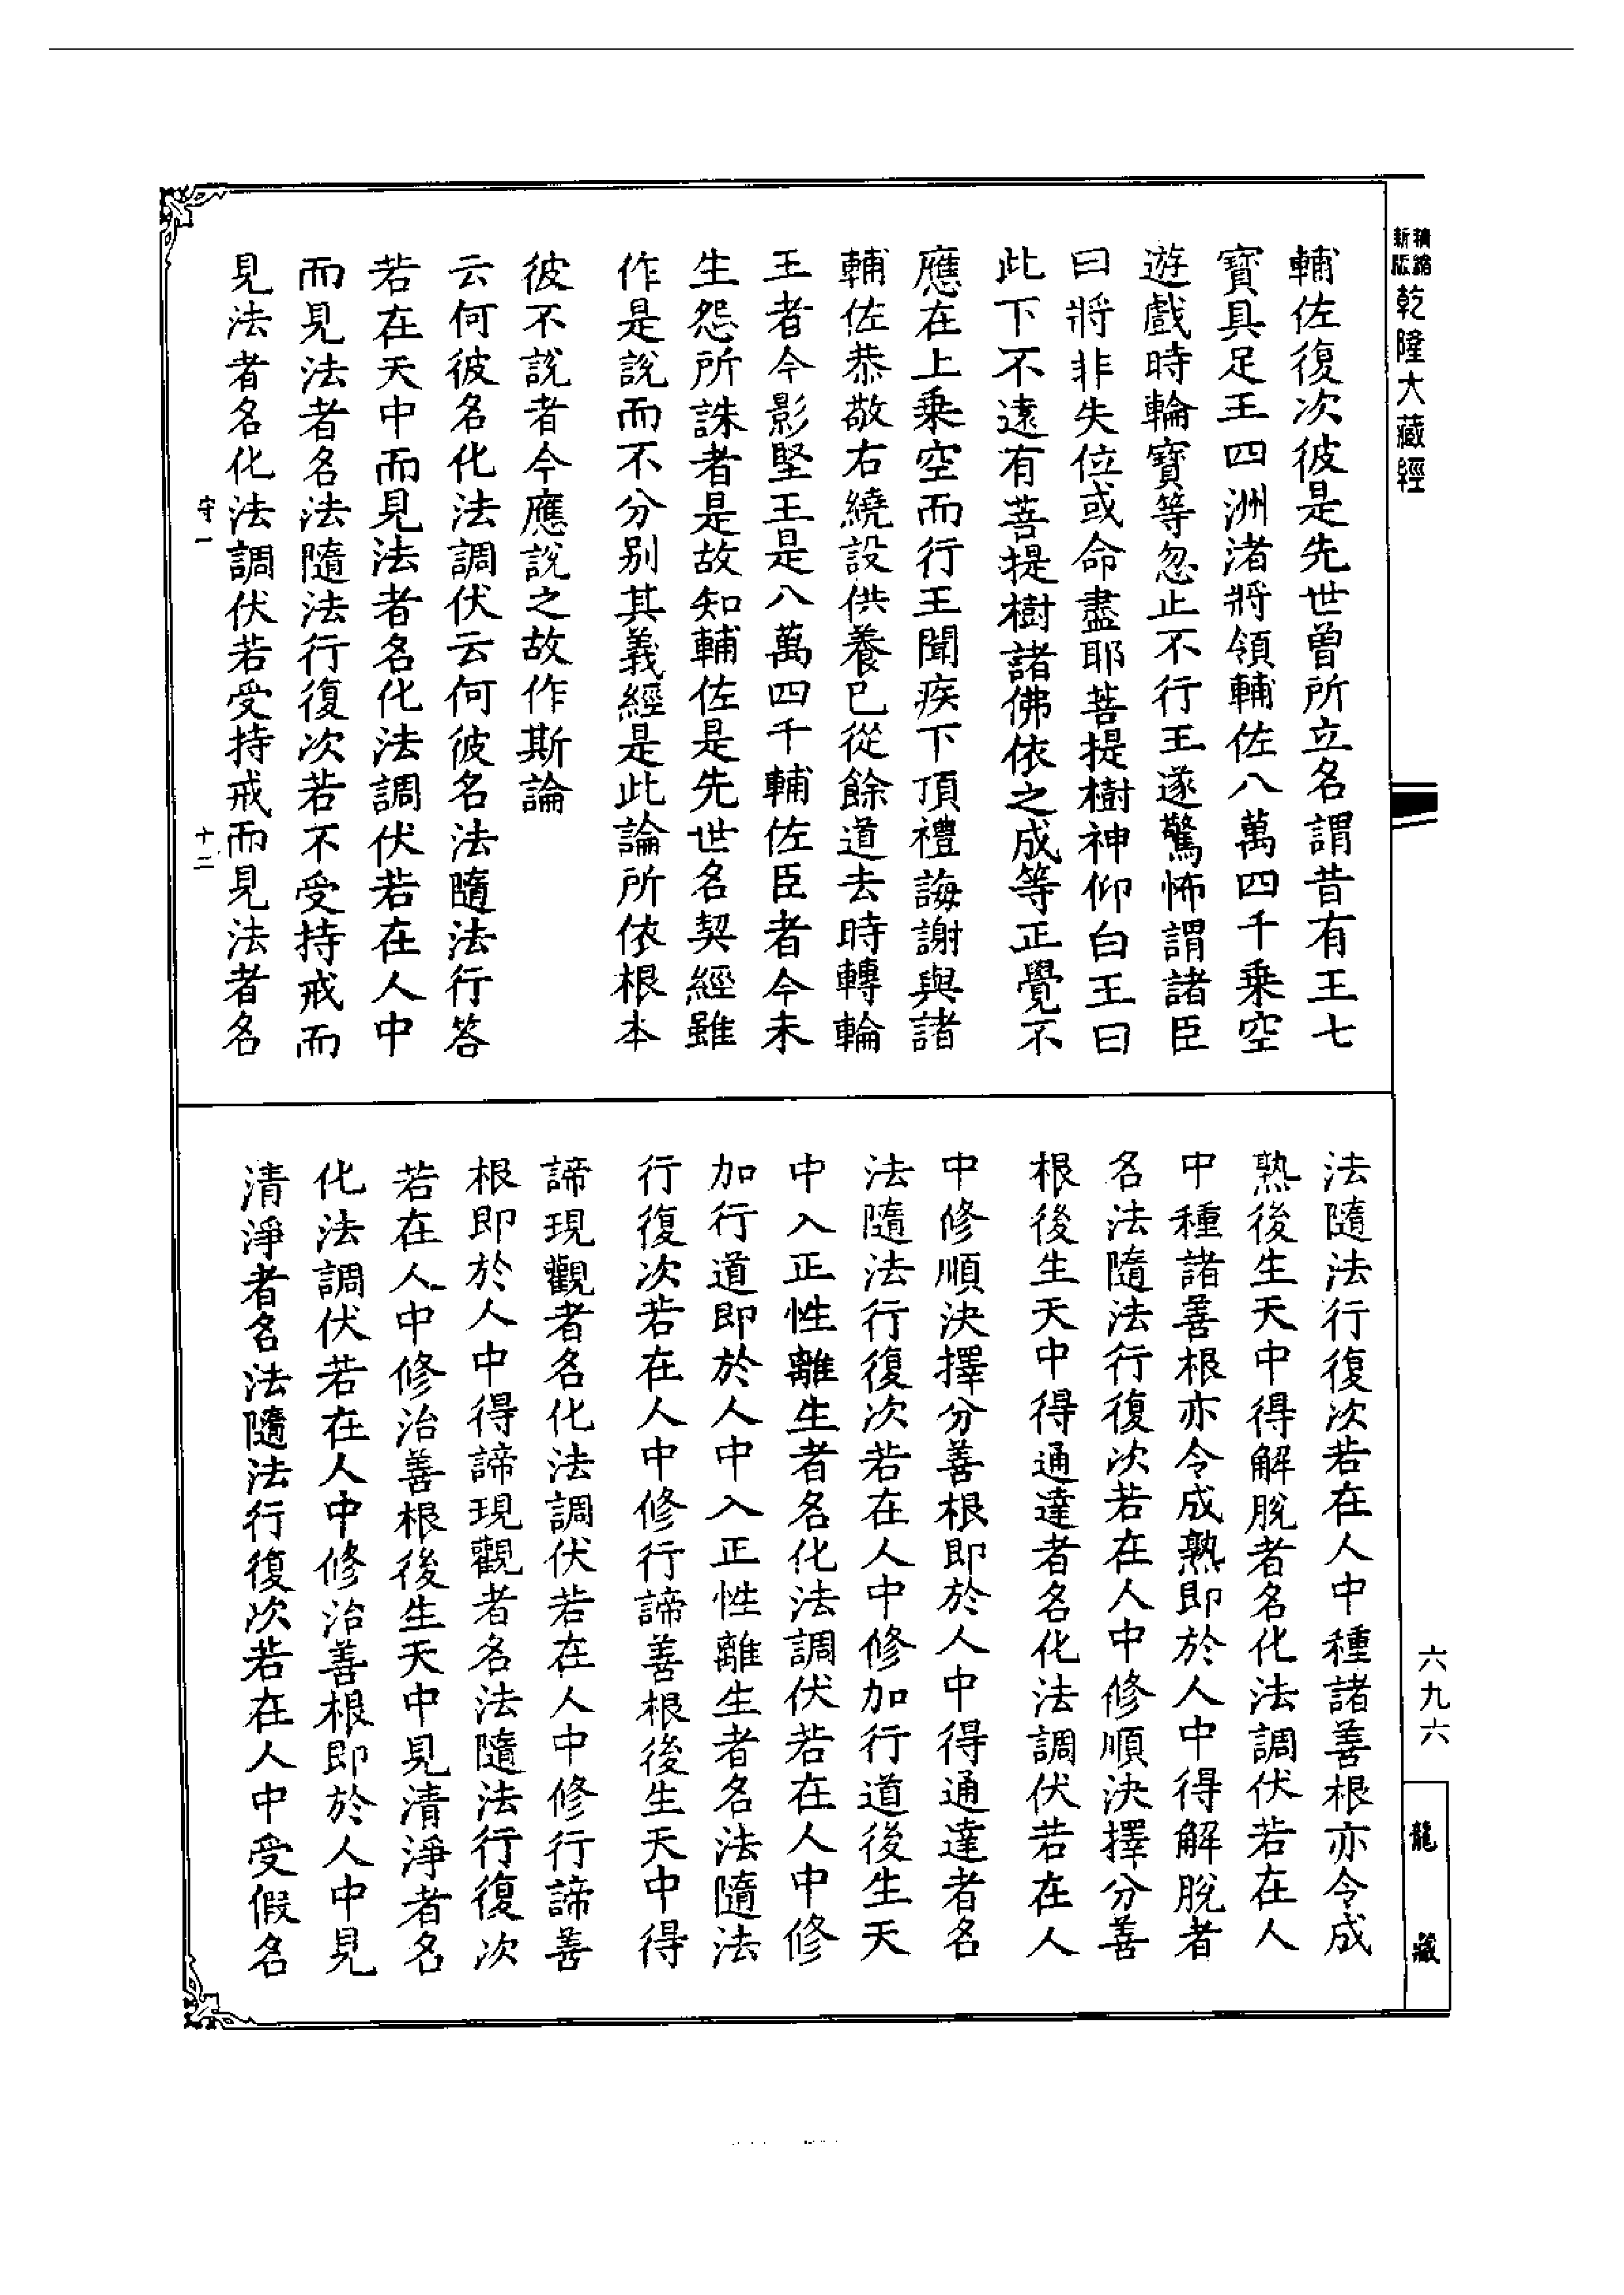 精縮新版乾隆大藏經
輔佐復次彼是先世曾所立名謂昔有王七
寶具足王四洲渚將領輔佐八萬四千乗空
遊戲時輪寶等忽止不行王遂驚怖謂諸臣
曰將非失位或命盡耶菩提樹神仰白王曰
此下不遠有菩提樹諸佛依之成等正覺不
應在上乗空而行王聞疾下頂禮誨謝與諸
輔佐恭敬右繞設供養已從餘道去時轉輪
王者今影堅王是八萬四千輔佐臣者今未
生怨所誅者是故知輔佐是先世名契經雖
作是說而不分别其義經是此論所依根本
彼不說者今應說之故作斯論
云何彼名化法調伏云何彼名法隨法行答
若在天中而見法者名化法調伏若在人中
而見法者名法隨法行復次若不受持戒而
見法者名化法調伏若受持戒而見法者名
守一 十二
法隨法行復次若在人中種諸善根亦令成
熟後生天中得解脫者名化法調伏若在人
中種諸善根亦令成熟即於人中得解脫者
名法隨法行復次若在人中修順決擇分善
根後生天中得通達者名化法調伏若在人
中修順決擇分善根即於人中得通達者名
法隨法行復次若在人中修加行道後生天
中入正性離生者名化法調伏若在人中修
加行道即於人中入正性離生者名法隨法
行復次若在人中修行諦善根後生天中得
諦現觀者名化法調伏若在人中修行諦善
根即於人中得諦現觀者名法隨法行復次
若在人中修治善根後生天中見清淨者名
化法調伏若在人中修治善根即於人中見
清淨者名法隨法行復次若在人中受假名
六九六
龍藏